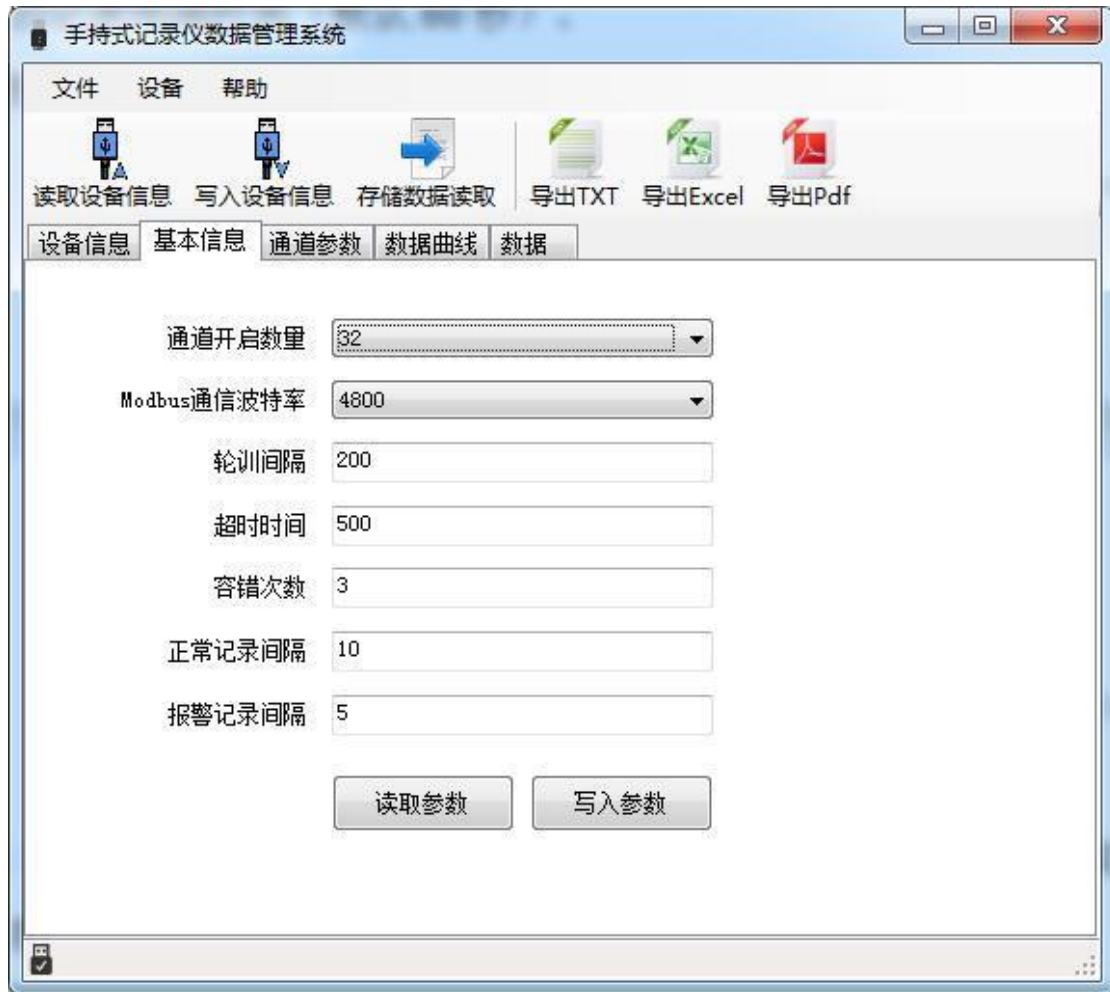 手持式记录仪数据管理系统
文件 设备 帮助
读取设备信息 写入设备信息 存储数据读取 导出TXT 导出Excel 导出Pdf
设备信息 基本信息 通道参数 数据曲线 数据
通道开启数量 32
Modbus通信波特率 4800
轮训间隔 200
超时时间 500
容错次数 3
正常记录间隔 10
报警记录间隔 5
读取参数 写入参数